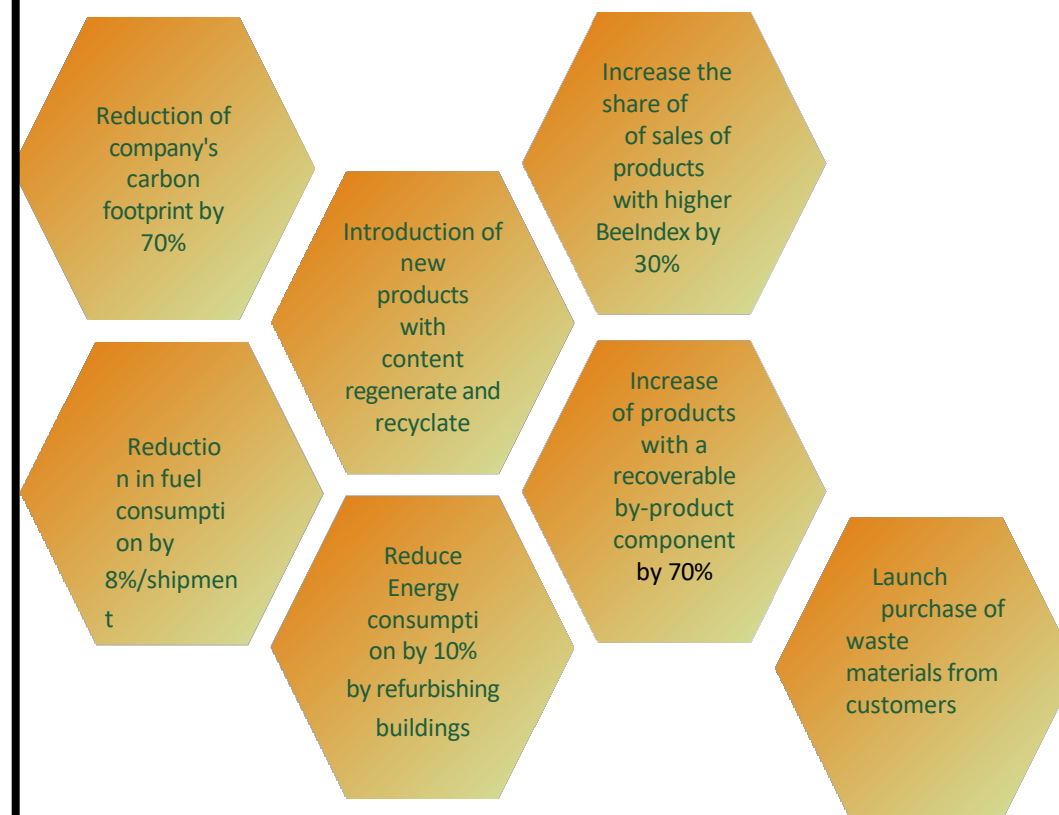 Reduction of
company's
carbon
footprint by
70%
Introduction of
new
products
with
content
regenerate and
recyclate
Increase the
share of
of sales of
products
with higher
BeeIndex by
30%
Reductio
n in fuel
consumpti
on by
8%/shipmen
t
Reduce
Energy
consumpti
on by 10%
by refurbishing
buildings
Increase
of products
with a
recoverable
by-product
component
by 70%
Launch
purchase of
waste
materials from
customers